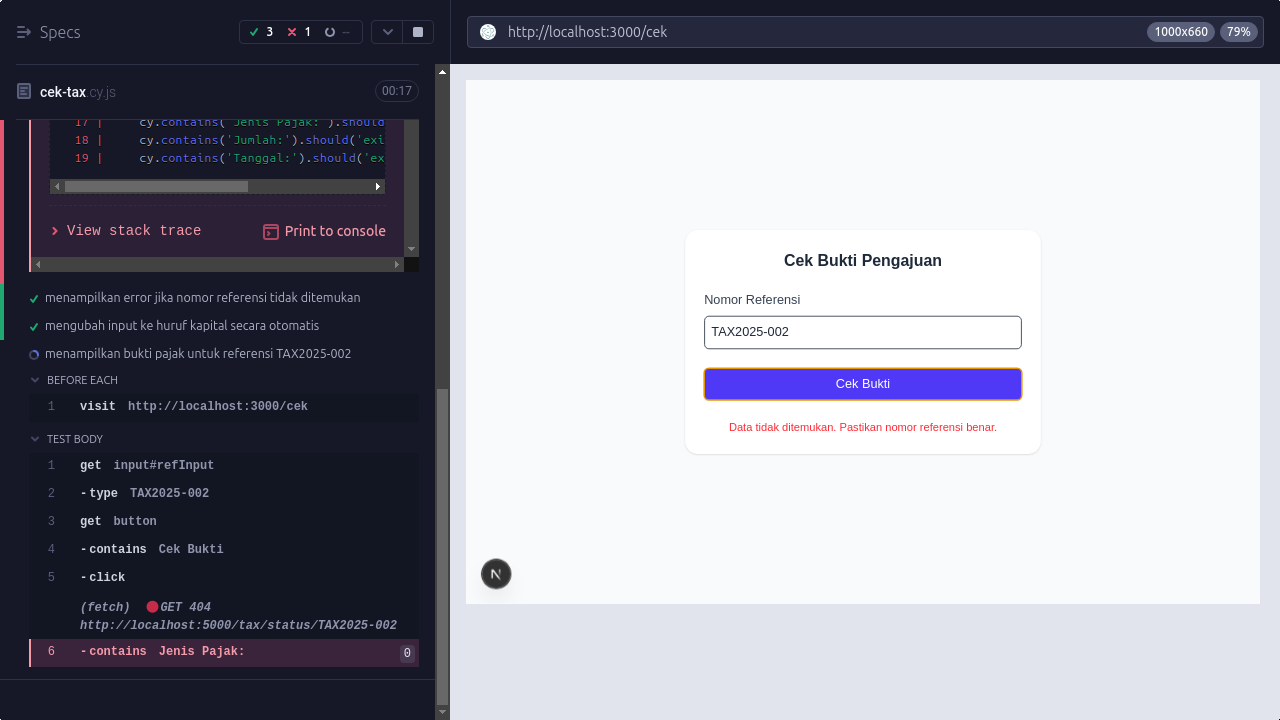 Specs
3
1
--
http://localhost:3000/cek
1000x660
79%
cek-tax.cy.js
00:17
17 | cy.contains('Jenis Pajak:').should
18 | cy.contains('Jumlah:').should('exi
19 | cy.contains('Tanggal:').should('ex
View stack trace
Print to console
menampilkan error jika nomor referensi tidak ditemukan
mengubah input ke huruf kapital secara otomatis
menampilkan bukti pajak untuk referensi TAX2025-002
BEFORE EACH
1 visit http://localhost:3000/cek
TEST BODY
1 get input#refInput
2 -type TAX2025-002
3 get button
4 -contains Cek Bukti
5 -click
(fetch) GET 404
http://localhost:5000/tax/status/TAX2025-002
6 -contains Jenis Pajak: 0
Cek Bukti Pengajuan
Nomor Referensi
TAX2025-002
Cek Bukti
Data tidak ditemukan. Pastikan nomor referensi benar.
N